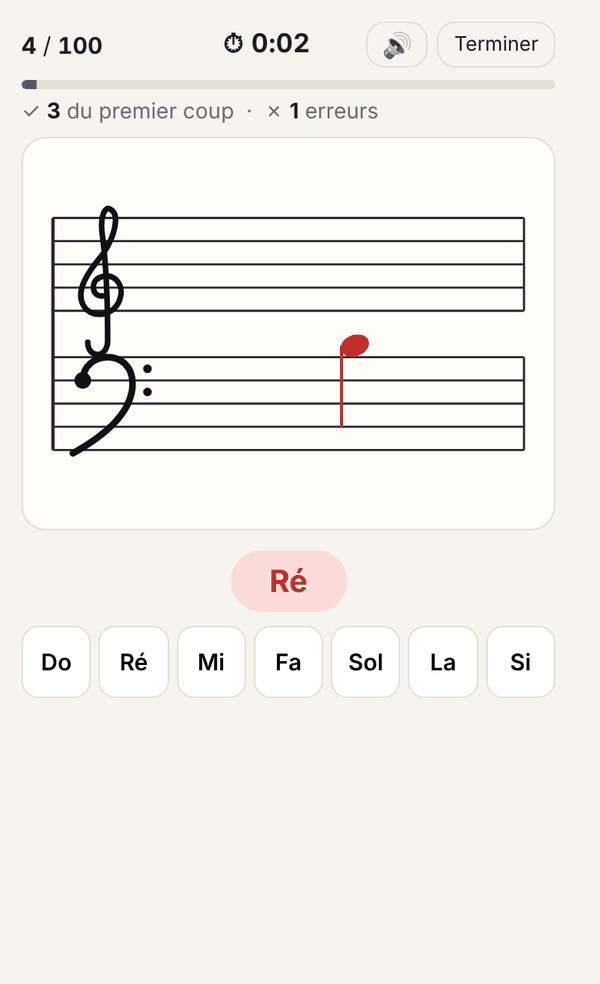 4 / 100 ⏱ 0:02 🔊 Terminer
✓ 3 du premier coup · × 1 erreurs
Ré
Do Ré Mi Fa Sol La Si